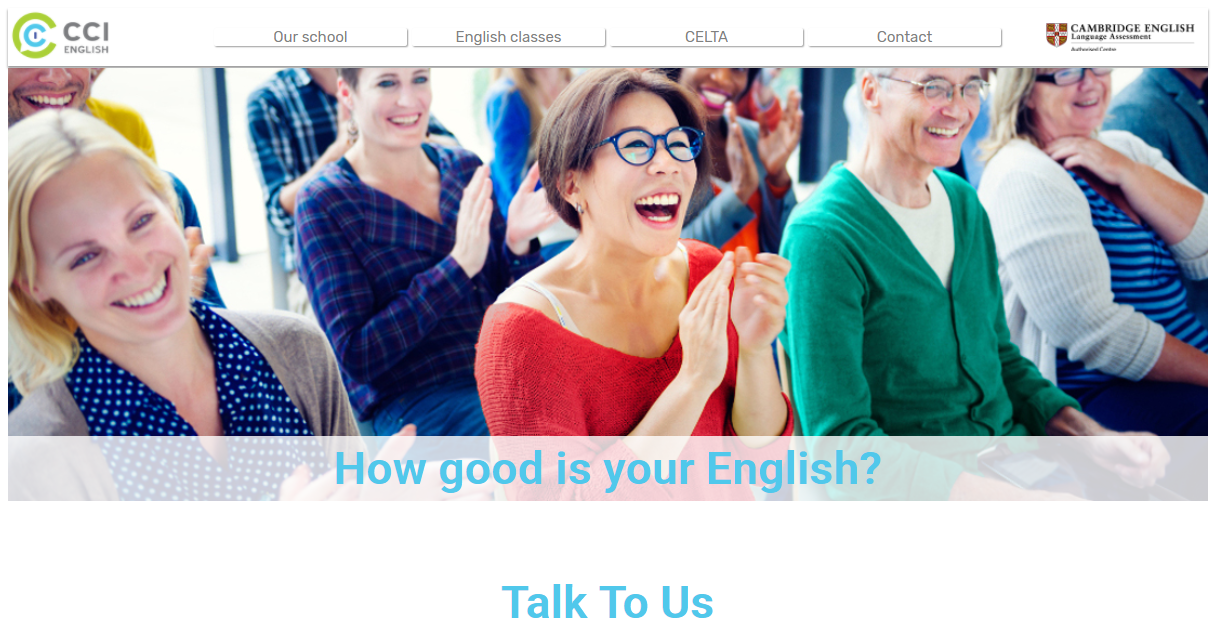 CCI
ENGLISH
Our school
English classes
CELTA
Contact
CAMBRIDGE ENGLISH
Language Assessment
Authorised Centre
How good is your English?
Talk To Us